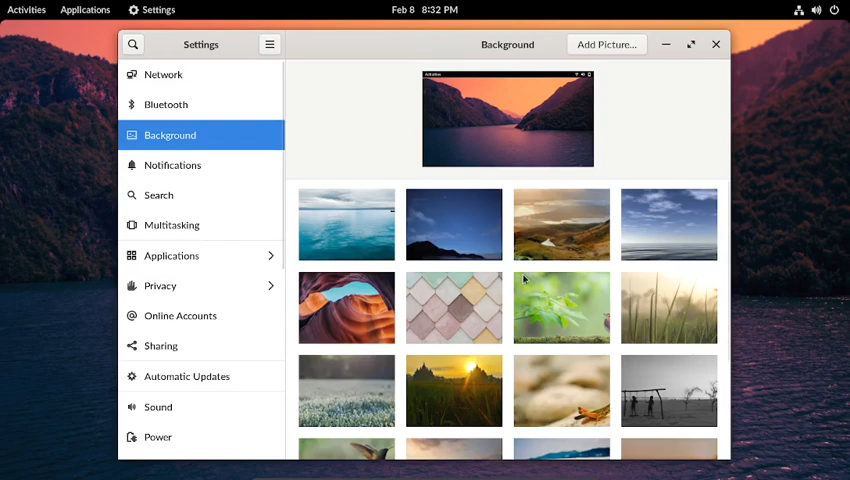 Activities Applications Settings Feb 8 8:32 PM
Settings Background Add Picture...
Network
Bluetooth
Background
Notifications
Search
Multitasking
Applications
Privacy
Online Accounts
Sharing
Automatic Updates
Sound
Power
Activities